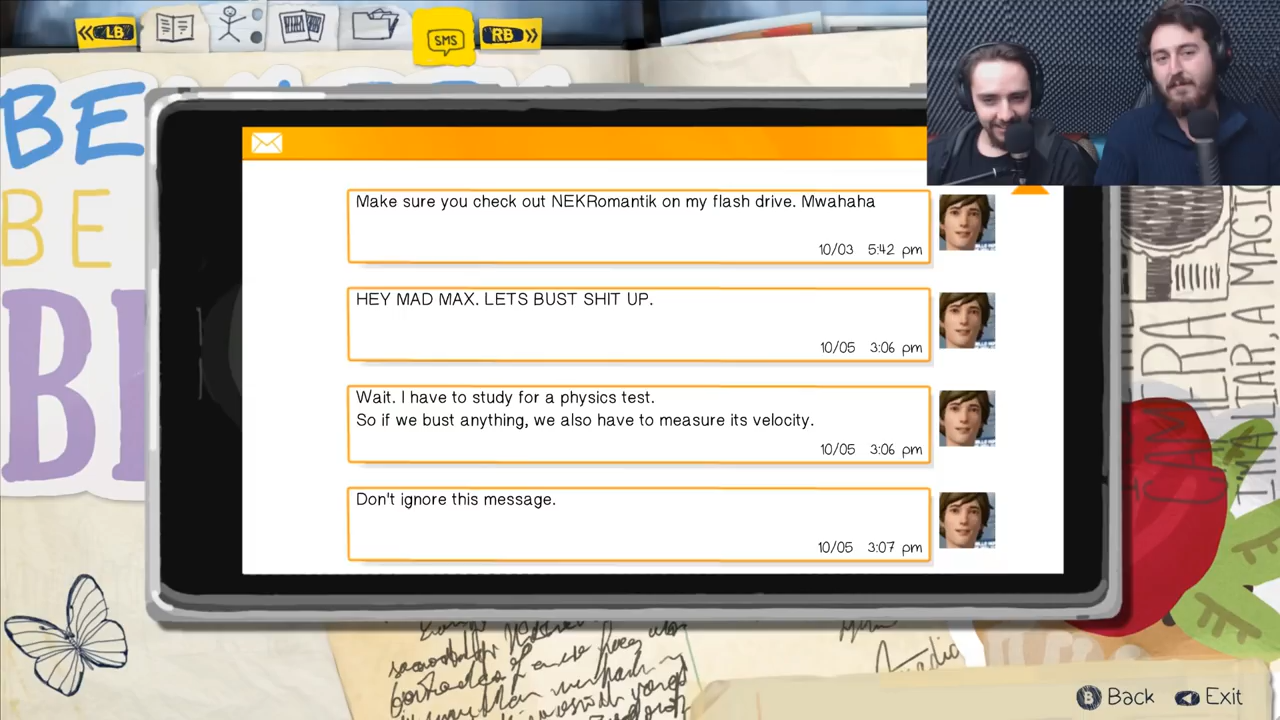 LB
SMS
RB
BE
BE
Make sure you check out NEKRomantik on my flash drive. Mwahaha
10/03 5:42 pm
HEY MAD MAX. LETS BUST SHIT UP.
10/05 3:06 pm
Wait. I have to study for a physics test.
So if we bust anything, we also have to measure its velocity.
10/05 3:06 pm
Don't ignore this message.
10/05 3:07 pm
B Back
Exit